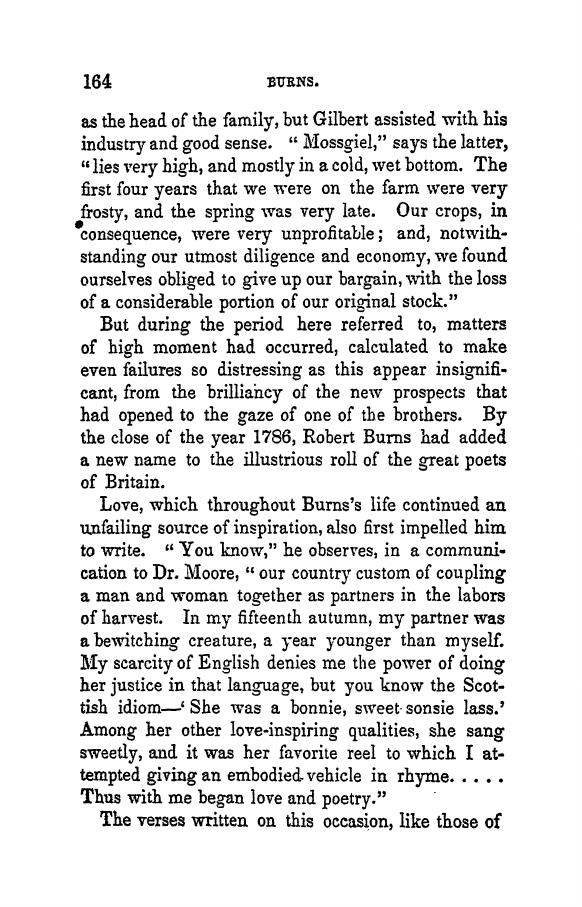 164 BURNS.
as the head of the family, but Gilbert assisted with his
industry and good sense. “ Mossgiel,” says the latter,
“lies very high, and mostly in a cold, wet bottom. The
first four years that we were on the farm were very
frosty, and the spring was very late. Our crops, in
consequence, were very unprofitable; and, notwith-
standing our utmost diligence and economy, we found
ourselves obliged to give up our bargain, with the loss
of a considerable portion of our original stock.”
But during the period here referred to, matters
of high moment had occurred, calculated to make
even failures so distressing as this appear insignifi-
cant, from the brilliancy of the new prospects that
had opened to the gaze of one of the brothers. By
the close of the year 1786, Robert Burns had added
a new name to the illustrious roll of the great poets
of Britain.
Love, which throughout Burns’s life continued an
unfailing source of inspiration, also first impelled him
to write. “ You know,” he observes, in a communi-
cation to Dr. Moore, “ our country custom of coupling
a man and woman together as partners in the labors
of harvest. In my fifteenth autumn, my partner was
a bewitching creature, a year younger than myself.
My scarcity of English denies me the power of doing
her justice in that language, but you know the Scot-
tish idiom—‘ She was a bonnie, sweet sonsie lass.’
Among her other love-inspiring qualities, she sang
sweetly, and it was her favorite reel to which I at-
tempted giving an embodied vehicle in rhyme. . . . .
Thus with me began love and poetry.”
The verses written on this occasion, like those of